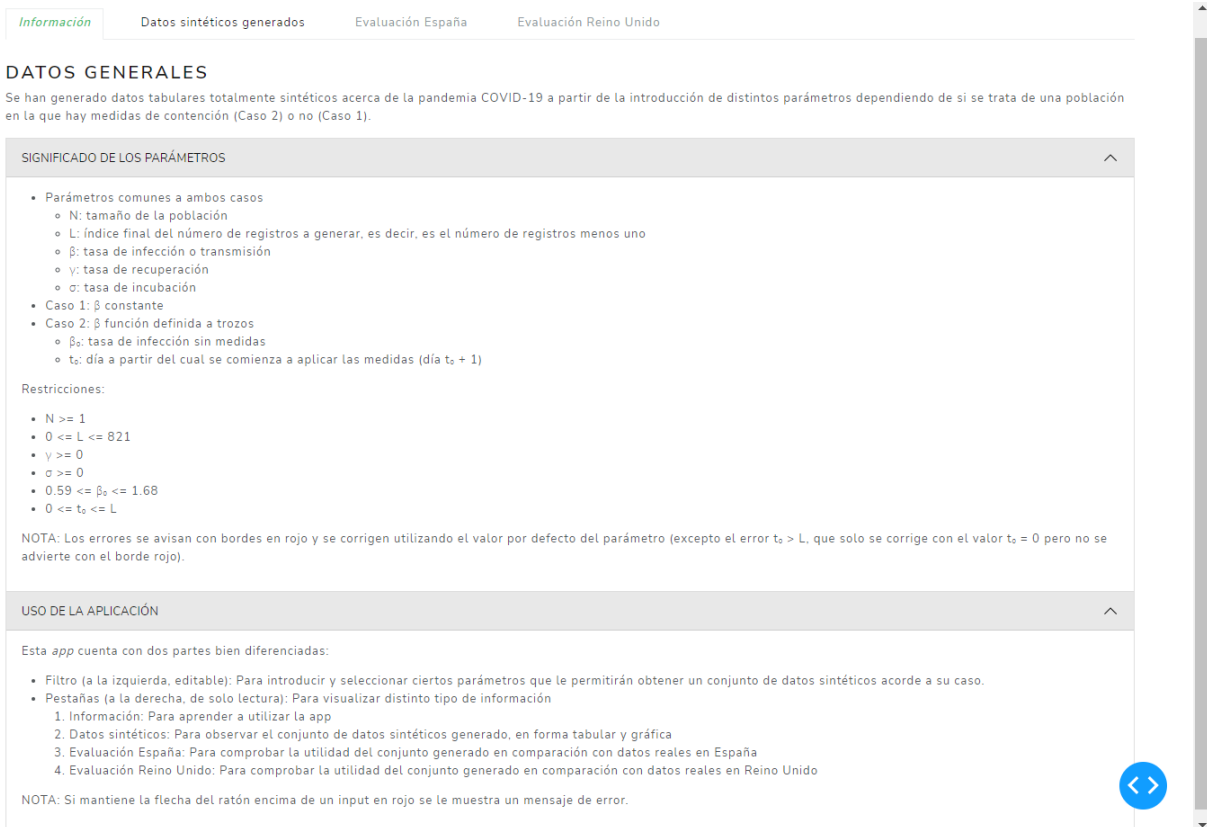 Información Datos sintéticos generados Evaluación España Evaluación Reino Unido
DATOS GENERALES
Se han generado datos tabulares totalmente sintéticos acerca de la pandemia COVID-19 a partir de la introducción de distintos parámetros dependiendo de si se trata de una población
en la que hay medidas de contención (Caso 2) o no (Caso 1).
SIGNIFICADO DE LOS PARÁMETROS
• Parámetros comunes a ambos casos
∘ N: tamaño de la población
∘ L: índice final del número de registros a generar, es decir, es el número de registros menos uno
∘ β: tasa de infección o transmisión
∘ γ: tasa de recuperación
∘ σ: tasa de incubación
• Caso 1: β constante
• Caso 2: β función definida a trozos
∘ β₀: tasa de infección sin medidas
∘ t₀: día a partir del cual se comienza a aplicar las medidas (día t₀ + 1)
Restricciones:
• N >= 1
• 0 <= L <= 821
• γ >= 0
• σ >= 0
• 0.59 <= β₀ <= 1.68
• 0 <= t₀ <= L
NOTA: Los errores se avisan con bordes en rojo y se corrigen utilizando el valor por defecto del parámetro (excepto el error t₀ > L, que solo se corrige con el valor t₀ = 0 pero no se
advierte con el borde rojo).
USO DE LA APLICACIÓN
Esta app cuenta con dos partes bien diferenciadas:
• Filtro (a la izquierda, editable): Para introducir y seleccionar ciertos parámetros que le permitirán obtener un conjunto de datos sintéticos acorde a su caso.
• Pestañas (a la derecha, de solo lectura): Para visualizar distinto tipo de información
1. Información: Para aprender a utilizar la app
2. Datos sintéticos: Para observar el conjunto de datos sintéticos generado, en forma tabular y gráfica
3. Evaluación España: Para comprobar la utilidad del conjunto generado en comparación con datos reales en España
4. Evaluación Reino Unido: Para comprobar la utilidad del conjunto generado en comparación con datos reales en Reino Unido
NOTA: Si mantiene la flecha del ratón encima de un input en rojo se le muestra un mensaje de error.